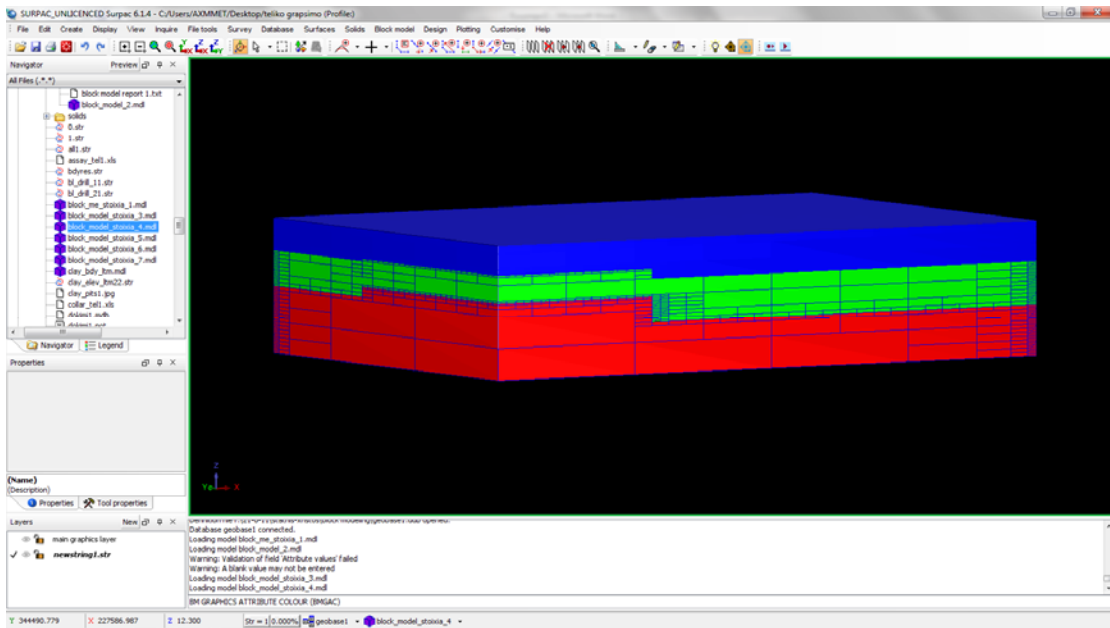 SURPAC_UNLICENCED Surpac 6.1.4 - C:/Users/AXMMET/Desktop/teliko grapsimo (Profile:)
File Edit Create Display View Inquire File tools Survey Database Surfaces Solids Block model Design Plotting Customise Help
Navigator Preview
All Files (*.*)
block model report 1.txt
block_model_2.mdl
solids
0.str
1.str
all1.str
assay_tel1.xls
bdyres.str
bl_drill_11.str
bl_drill_21.str
block_me_stoixia_1.mdl
block_model_stoixia_3.mdl
block_model_stoixia_4.mdl
block_model_stoixia_5.mdl
block_model_stoixia_6.mdl
block_model_stoixia_7.mdl
clay_bdy_ltm.mdl
clay_elev_ltm22.str
clay_pits1.jpg
collar_tel1.xls
Navigator Legend
Properties
(Name)
(Description)
Properties Tool properties
Layers New
main graphics layer
newstring1.str
Z
Y X
Database geobase1 connected.
Loading model block_me_stoixia_1.mdl
Loading model block_model_2.mdl
Warning: Validation of field 'Attribute values' failed
Warning: A blank value may not be entered
Loading model block_model_stoixia_3.mdl
Loading model block_model_stoixia_4.mdl
BM GRAPHICS ATTRIBUTE COLOUR (BMGAC)
Y 344490.779 X 227586.987 Z 12.300 Str = 1 0.000% geobase1 block_model_stoixia_4